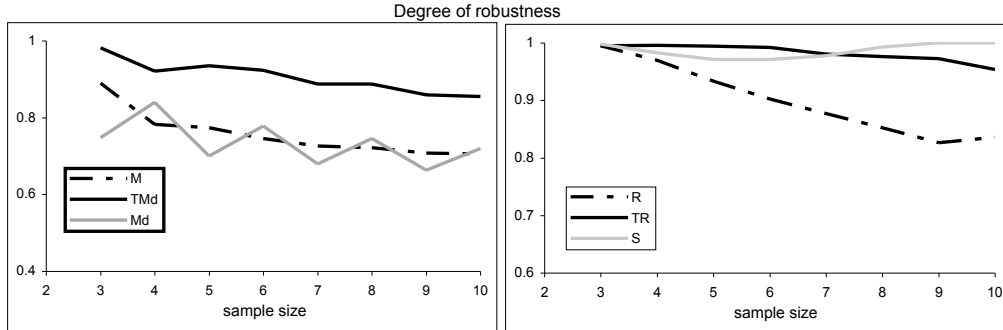 Degree of robustness
1
0.8
0.6
0.4
2 3 4 5 6 7 8 9 10
sample size
M
TMd
Md
1
0.9
0.8
0.7
0.6
2 3 4 5 6 7 8 9 10
sample size
R
TR
S